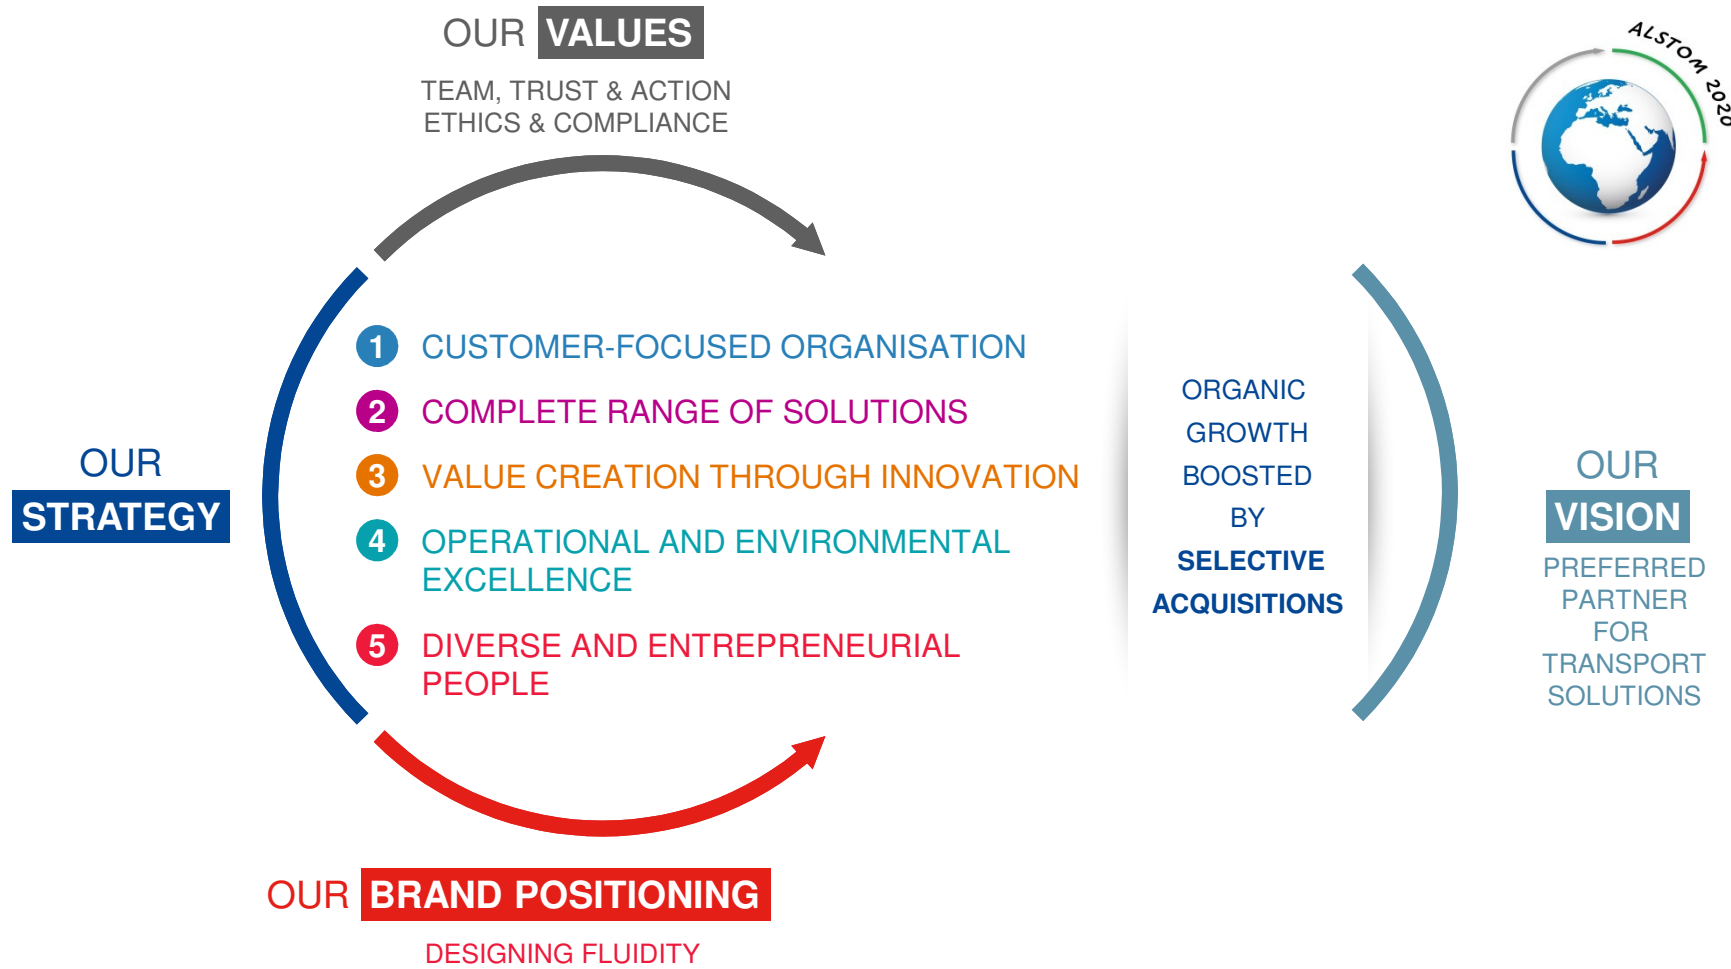 OUR VALUES
TEAM, TRUST & ACTION
ETHICS & COMPLIANCE
ALSTOM 2020
OUR
STRATEGY
1 CUSTOMER-FOCUSED ORGANISATION
2 COMPLETE RANGE OF SOLUTIONS
3 VALUE CREATION THROUGH INNOVATION
4 OPERATIONAL AND ENVIRONMENTAL
EXCELLENCE
5 DIVERSE AND ENTREPRENEURIAL
PEOPLE
ORGANIC
GROWTH
BOOSTED
BY
SELECTIVE
ACQUISITIONS
OUR
VISION
PREFERRED
PARTNER
FOR
TRANSPORT
SOLUTIONS
OUR BRAND POSITIONING
DESIGNING FLUIDITY